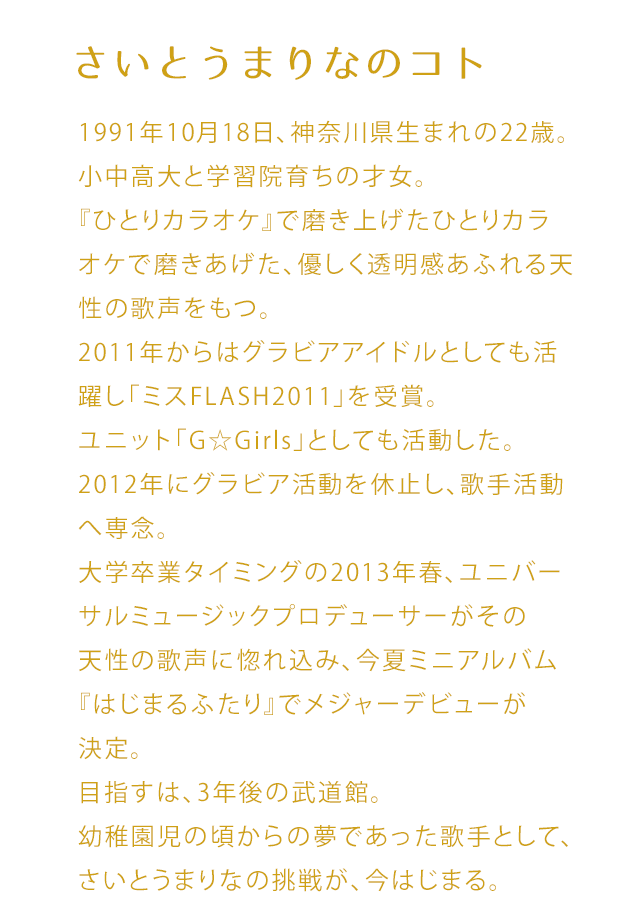 さいとうまりなのコト
1991年10月18日、神奈川県生まれの22歳。
小中高大と学習院育ちの才女。
『ひとりカラオケ』で磨き上げたひとりカラ
オケで磨きあげた、優しく透明感あふれる天
性の歌声をもつ。
2011年からはグラビアアイドルとしても活
躍し「ミスFLASH2011」を受賞。
ユニット「G☆Girls」としても活動した。
2012年にグラビア活動を休止し、歌手活動
へ専念。
大学卒業タイミングの2013年春、ユニバー
サルミュージックプロデューサーがその
天性の歌声に惚れ込み、今夏ミニアルバム
『はじまるふたり』でメジャーデビューが
決定。
目指すは、3年後の武道館。
幼稚園児の頃からの夢であった歌手として、
さいとうまりなの挑戦が、今はじまる。